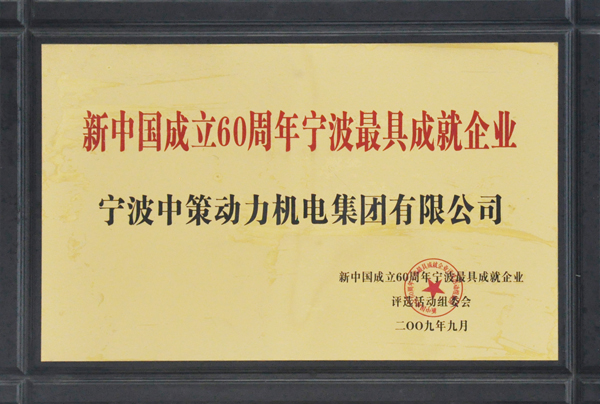 新中国成立60周年宁波最具成就企业
宁波中策动力机电集团有限公司
新中国成立60周年宁波最具成就企业
评选活动组委会
二〇〇九年九月